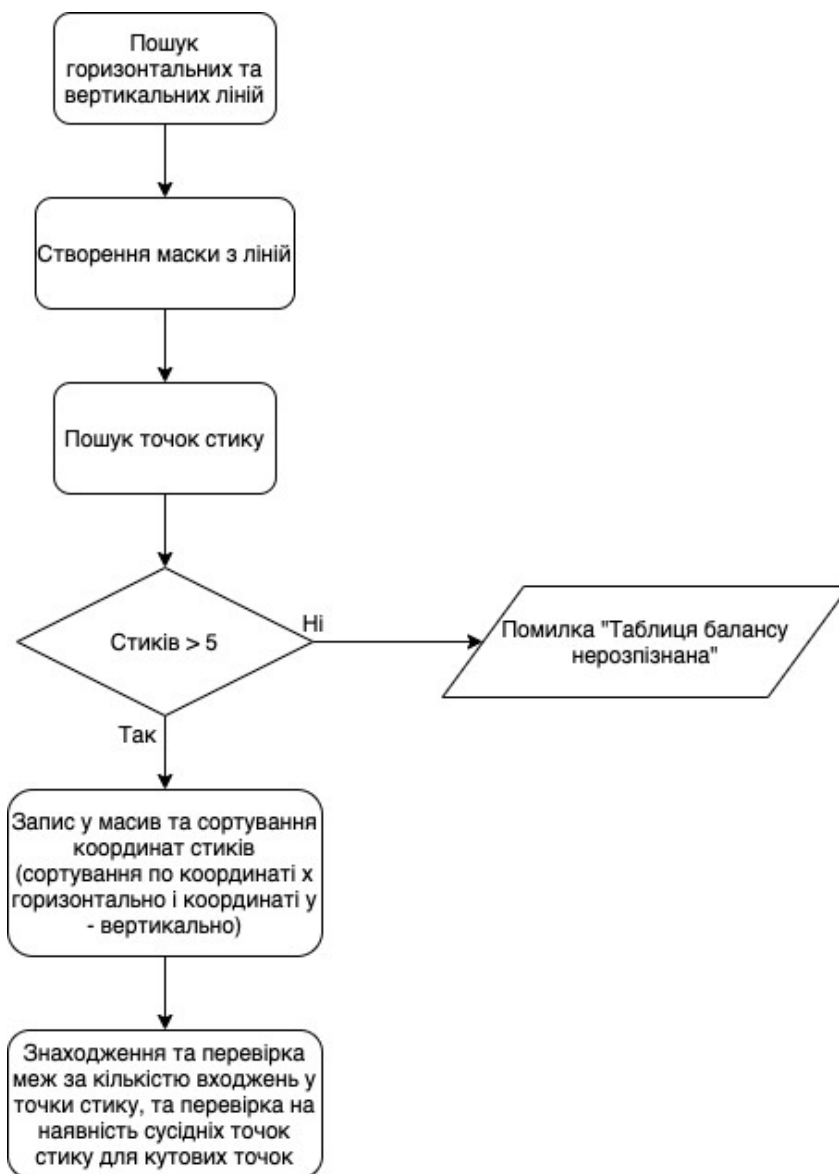 Пошук
горизонтальних та
вертикальних ліній
Створення маски з ліній
Пошук точок стику
Стиків > 5
Ні
Помилка "Таблиця балансу
нерозпізнана"
Так
Запис у масив та сортування
координат стиків
(сортування по координаті x
горизонтально і координаті y
- вертикально)
Знаходження та перевірка
меж за кількістю входжень у
точки стику, та перевірка на
наявність сусідніх точок
стику для кутових точок